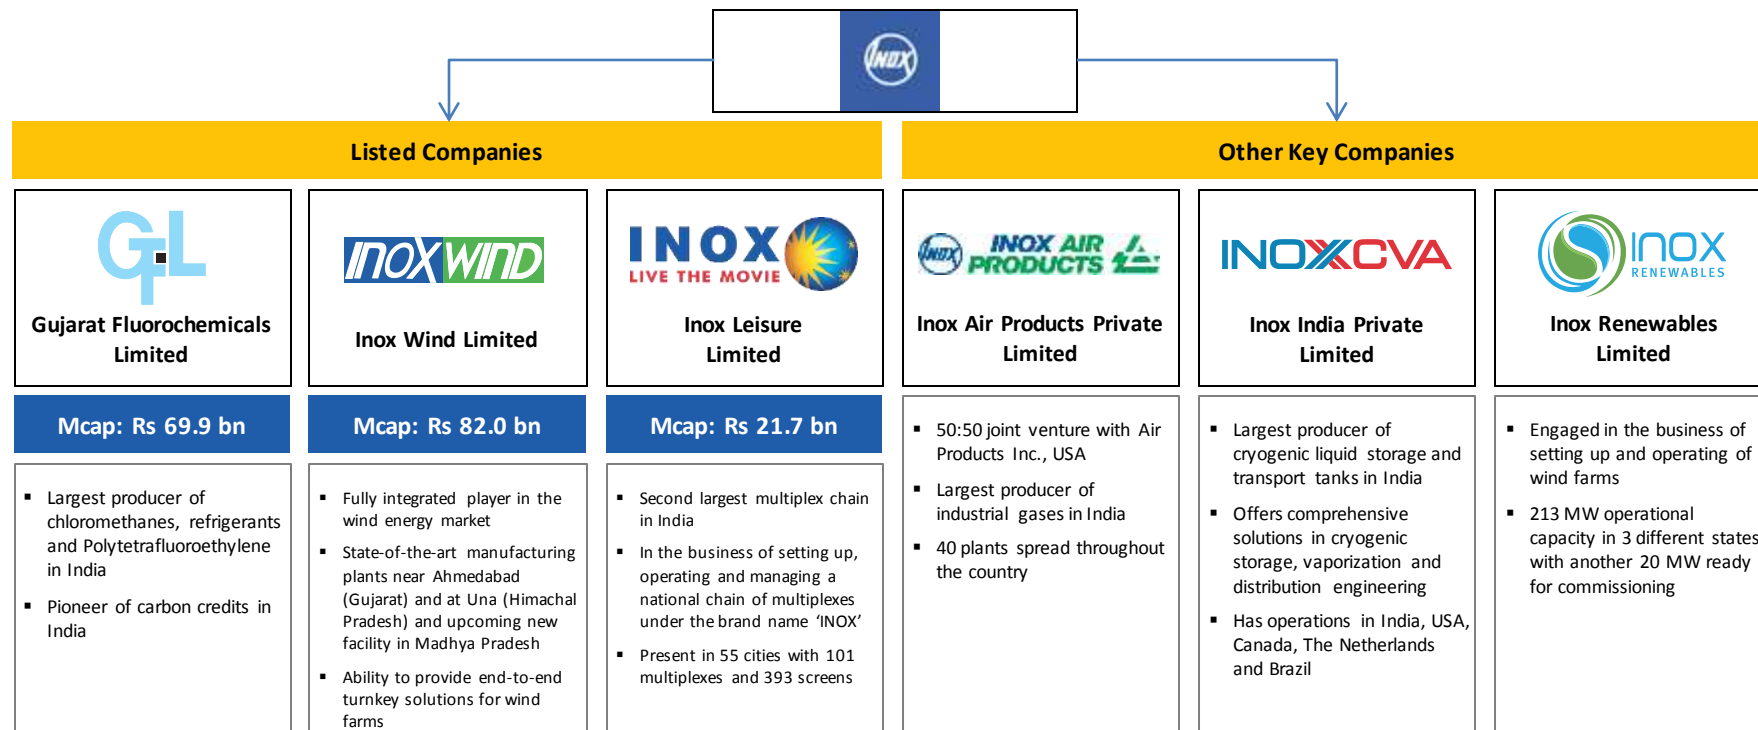 INOX
Listed Companies
Other Key Companies
GFL
Gujarat Fluorochemicals
Limited
INOXWIND
Inox Wind Limited
INOX
LIVE THE MOVIE
Inox Leisure
Limited
INOX
INOX AIR
PRODUCTS
Inox Air Products Private
Limited
INOXCVA
Inox India Private
Limited
INOX
RENEWABLES
Inox Renewables
Limited
Mcap: Rs 69.9 bn
Mcap: Rs 82.0 bn
Mcap: Rs 21.7 bn
▪ Largest producer of
chloromethanes, refrigerants
and Polytetrafluoroethylene
in India
▪ Pioneer of carbon credits in
India
▪ Fully integrated player in the
wind energy market
▪ State-of-the-art manufacturing
plants near Ahmedabad
(Gujarat) and at Una (Himachal
Pradesh) and upcoming new
facility in Madhya Pradesh
▪ Ability to provide end-to-end
turnkey solutions for wind
farms
▪ Second largest multiplex chain
in India
▪ In the business of setting up,
operating and managing a
national chain of multiplexes
under the brand name ‘INOX’
▪ Present in 55 cities with 101
multiplexes and 393 screens
▪ 50:50 joint venture with Air
Products Inc., USA
▪ Largest producer of
industrial gases in India
▪ 40 plants spread throughout
the country
▪ Largest producer of
cryogenic liquid storage and
transport tanks in India
▪ Offers comprehensive
solutions in cryogenic
storage, vaporization and
distribution engineering
▪ Has operations in India, USA,
Canada, The Netherlands
and Brazil
▪ Engaged in the business of
setting up and operating of
wind farms
▪ 213 MW operational
capacity in 3 different states
with another 20 MW ready
for commissioning